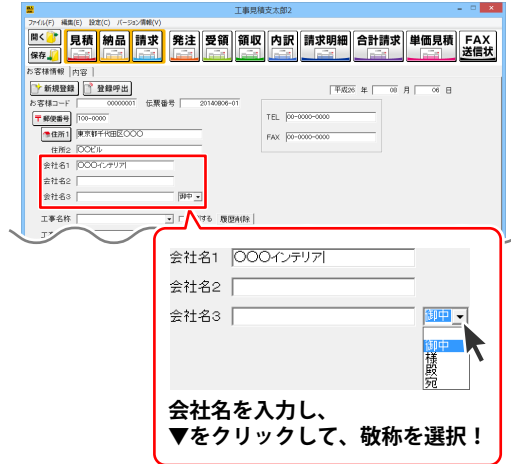 工事見積支太郎2
ファイル(F) 編集(E) 設定(C) バージョン情報(V)
開く 見積 納品 請求 発注 受領 領収 内訳 請求明細 合計請求 単価見積 FAX送信状
保存
お客様情報 内容
新規登録 登録呼出 平成26 年 08 月 06 日
お客様コード 00000001 伝票番号 20140806-01
〒郵便番号 100-0000 TEL 00-0000-0000
住所1 東京都千代田区〇〇〇 FAX 00-0000-0000
住所2 〇〇ビル
会社名1 〇〇〇インテリア
会社名2
会社名3 御中
工事名称 する 履歴削除
会社名1 〇〇〇インテリア
会社名2
会社名3 御中
御中
様
殿
宛
会社名を入力し、
▼をクリックして、敬称を選択！